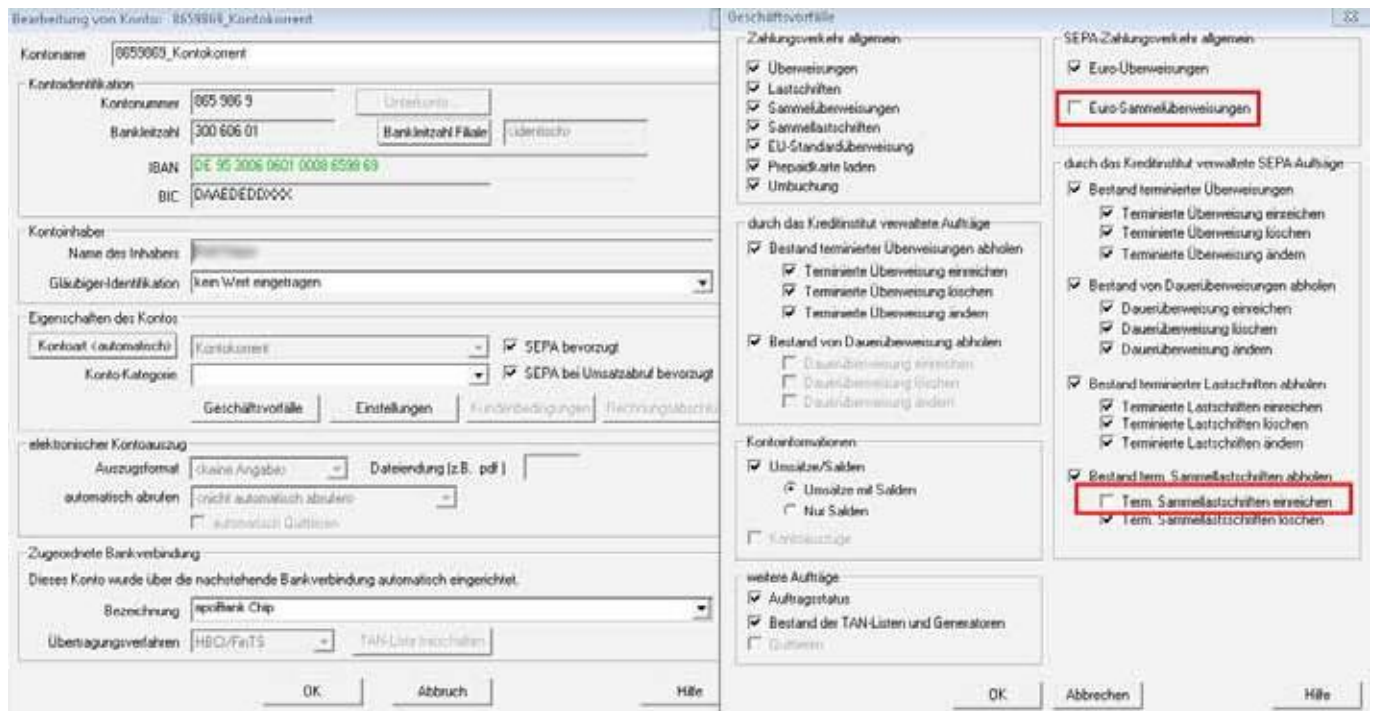 Bearbeitung von Konto: 8659869_Kontokorrent
Kontoname 8659869_Kontokorrent
Kontoidentifikation
Kontonummer 865 986 9 Unterkonto...
Bankleitzahl 300 606 01 Bankleitzahl Filiale <identisch>
IBAN DE 95 3006 0601 0008 6598 69
BIC DAAEDEDDXXX
Kontoinhaber
Name des Inhabers
Gläubiger-Identifikation kein Wert eingetragen
Eigenschaften des Kontos
Kontoart (automatisch) Kontokorrent SEPA bevorzugt
Konto-Kategorie SEPA bei Umsatzabruf bevorzugt
Geschäftsvorfälle Einstellungen Kundenbedingungen
elektronischer Kontoauszug
Auszugsformat <keine Angabe> Dateiendung (z.B. pdf)
automatisch abrufen <nicht automatisch abrufen>
automatisch Quittieren
Zugeordnete Bankverbindung
Dieses Konto wurde über die nachstehende Bankverbindung automatisch eingerichtet.
Bezeichnung apoBank Chip
Übertragungsverfahren HBCI/FinTS TAN-Liste freischalten
OK Abbruch Hilfe
Geschäftsvorfälle
Zahlungsverkehr allgemein
Überweisungen
Lastschriften
Sammelüberweisungen
Sammellastschriften
EU-Standardüberweisung
Prepaidkarte laden
Umbuchung
durch das Kreditinstitut verwaltete Aufträge
Bestand terminierter Überweisungen abholen
Terminierte Überweisung einreichen
Terminierte Überweisung löschen
Terminierte Überweisung ändern
Bestand von Dauerüberweisung abholen
Dauerüberweisung einreichen
Dauerüberweisung löschen
Dauerüberweisung ändern
Kontoinformationen
Umsätze/Salden
Umsätze mit Salden
Nur Salden
Kontoauszüge
weitere Aufträge
Auftragsstatus
Bestand der TAN-Listen und Generatoren
Quittieren
SEPA-Zahlungsverkehr allgemein
Euro-Überweisungen
Euro-Sammelüberweisungen
durch das Kreditinstitut verwaltete SEPA-Aufträge
Bestand terminierter Überweisungen
Terminierte Überweisung einreichen
Terminierte Überweisung löschen
Terminierte Überweisung ändern
Bestand von Dauerüberweisungen abholen
Dauerüberweisung einreichen
Dauerüberweisung löschen
Dauerüberweisung ändern
Bestand terminierter Lastschriften abholen
Terminierte Lastschriften einreichen
Terminierte Lastschriften löschen
Terminierte Lastschriften ändern
Bestand term. Sammellastschriften abholen
Term. Sammellastschriften einreichen
Term. Sammellastsschriften löschen
OK Abbrechen Hilfe